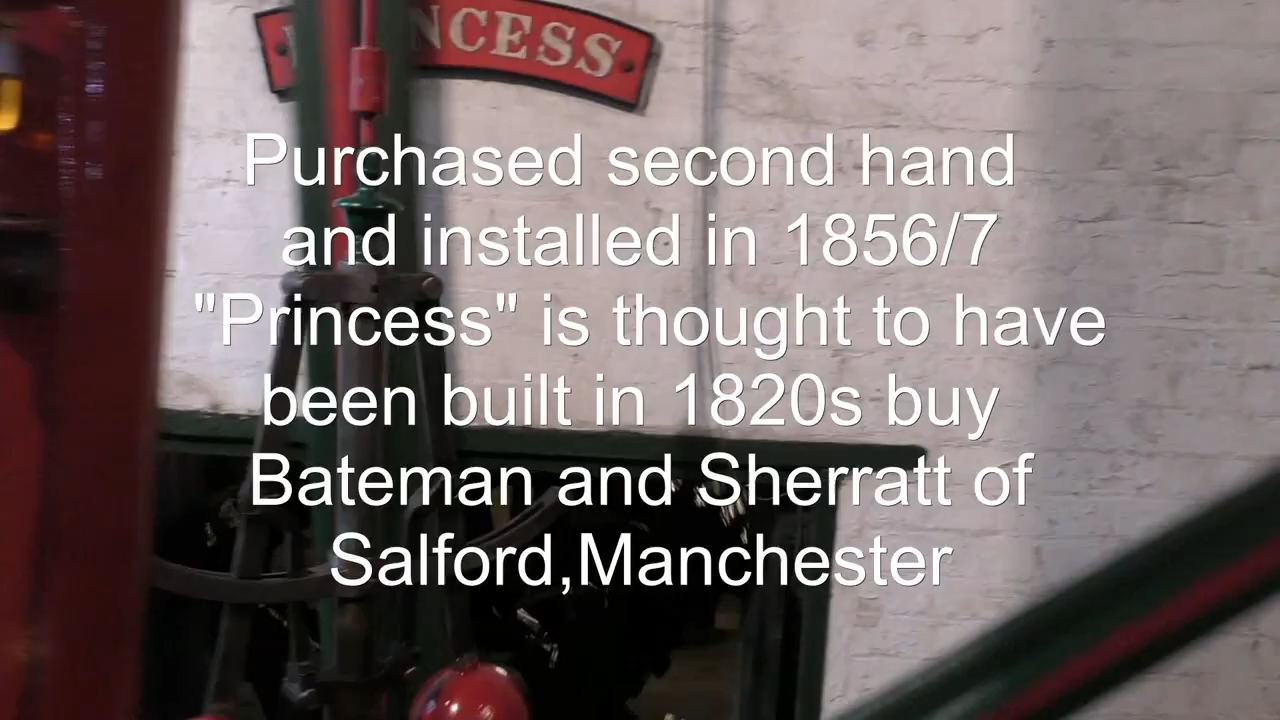 NCESS
Purchased second hand
and installed in 1856/7
"Princess" is thought to have
been built in 1820s buy
Bateman and Sherratt of
Salford,Manchester